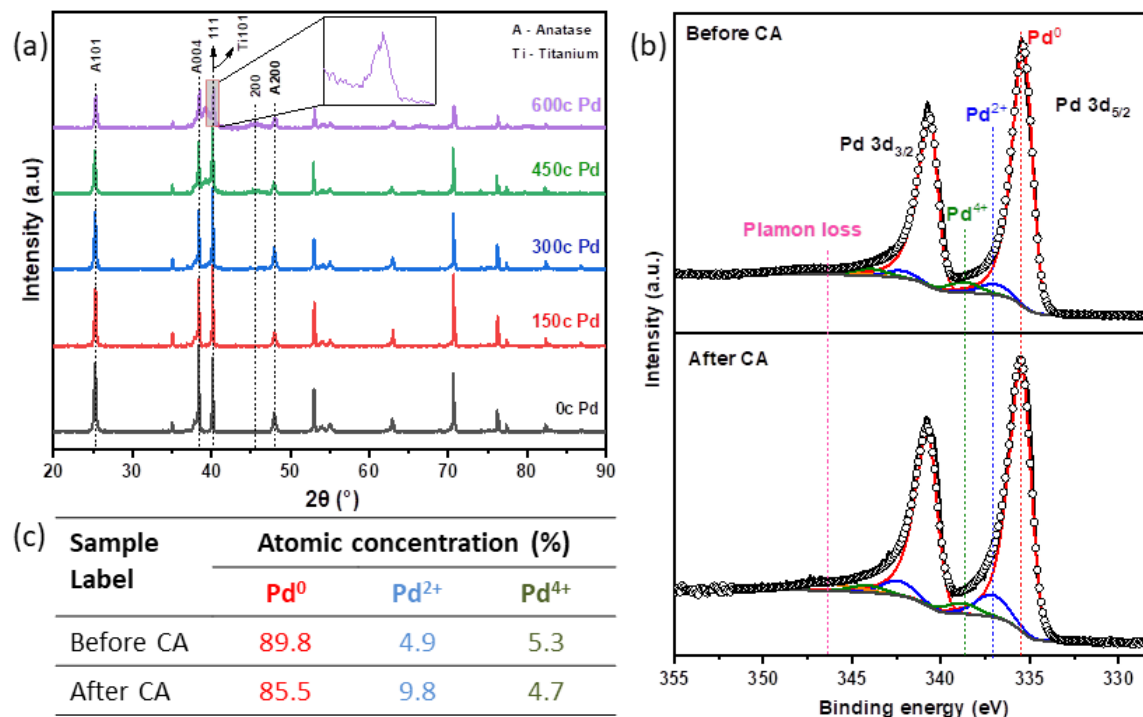 (a)
A101
A004
111
Ti101
200
A200
A - Anatase
Ti - Titanium
600c Pd
450c Pd
300c Pd
150c Pd
0c Pd
Intensity (a.u)
20 30 40 50 60 70 80 90
2θ (°)
(b)
Before CA
Pd⁰
Pd²⁺
Pd 3d₅/₂
Pd 3d₃/₂
Pd⁴⁺
Plamon loss
After CA
Intensity (a.u.)
355 350 345 340 335 330
Binding energy (eV)
(c)
Sample Label
Atomic concentration (%)
Pd⁰ Pd²⁺ Pd⁴⁺
Before CA 89.8 4.9 5.3
After CA 85.5 9.8 4.7